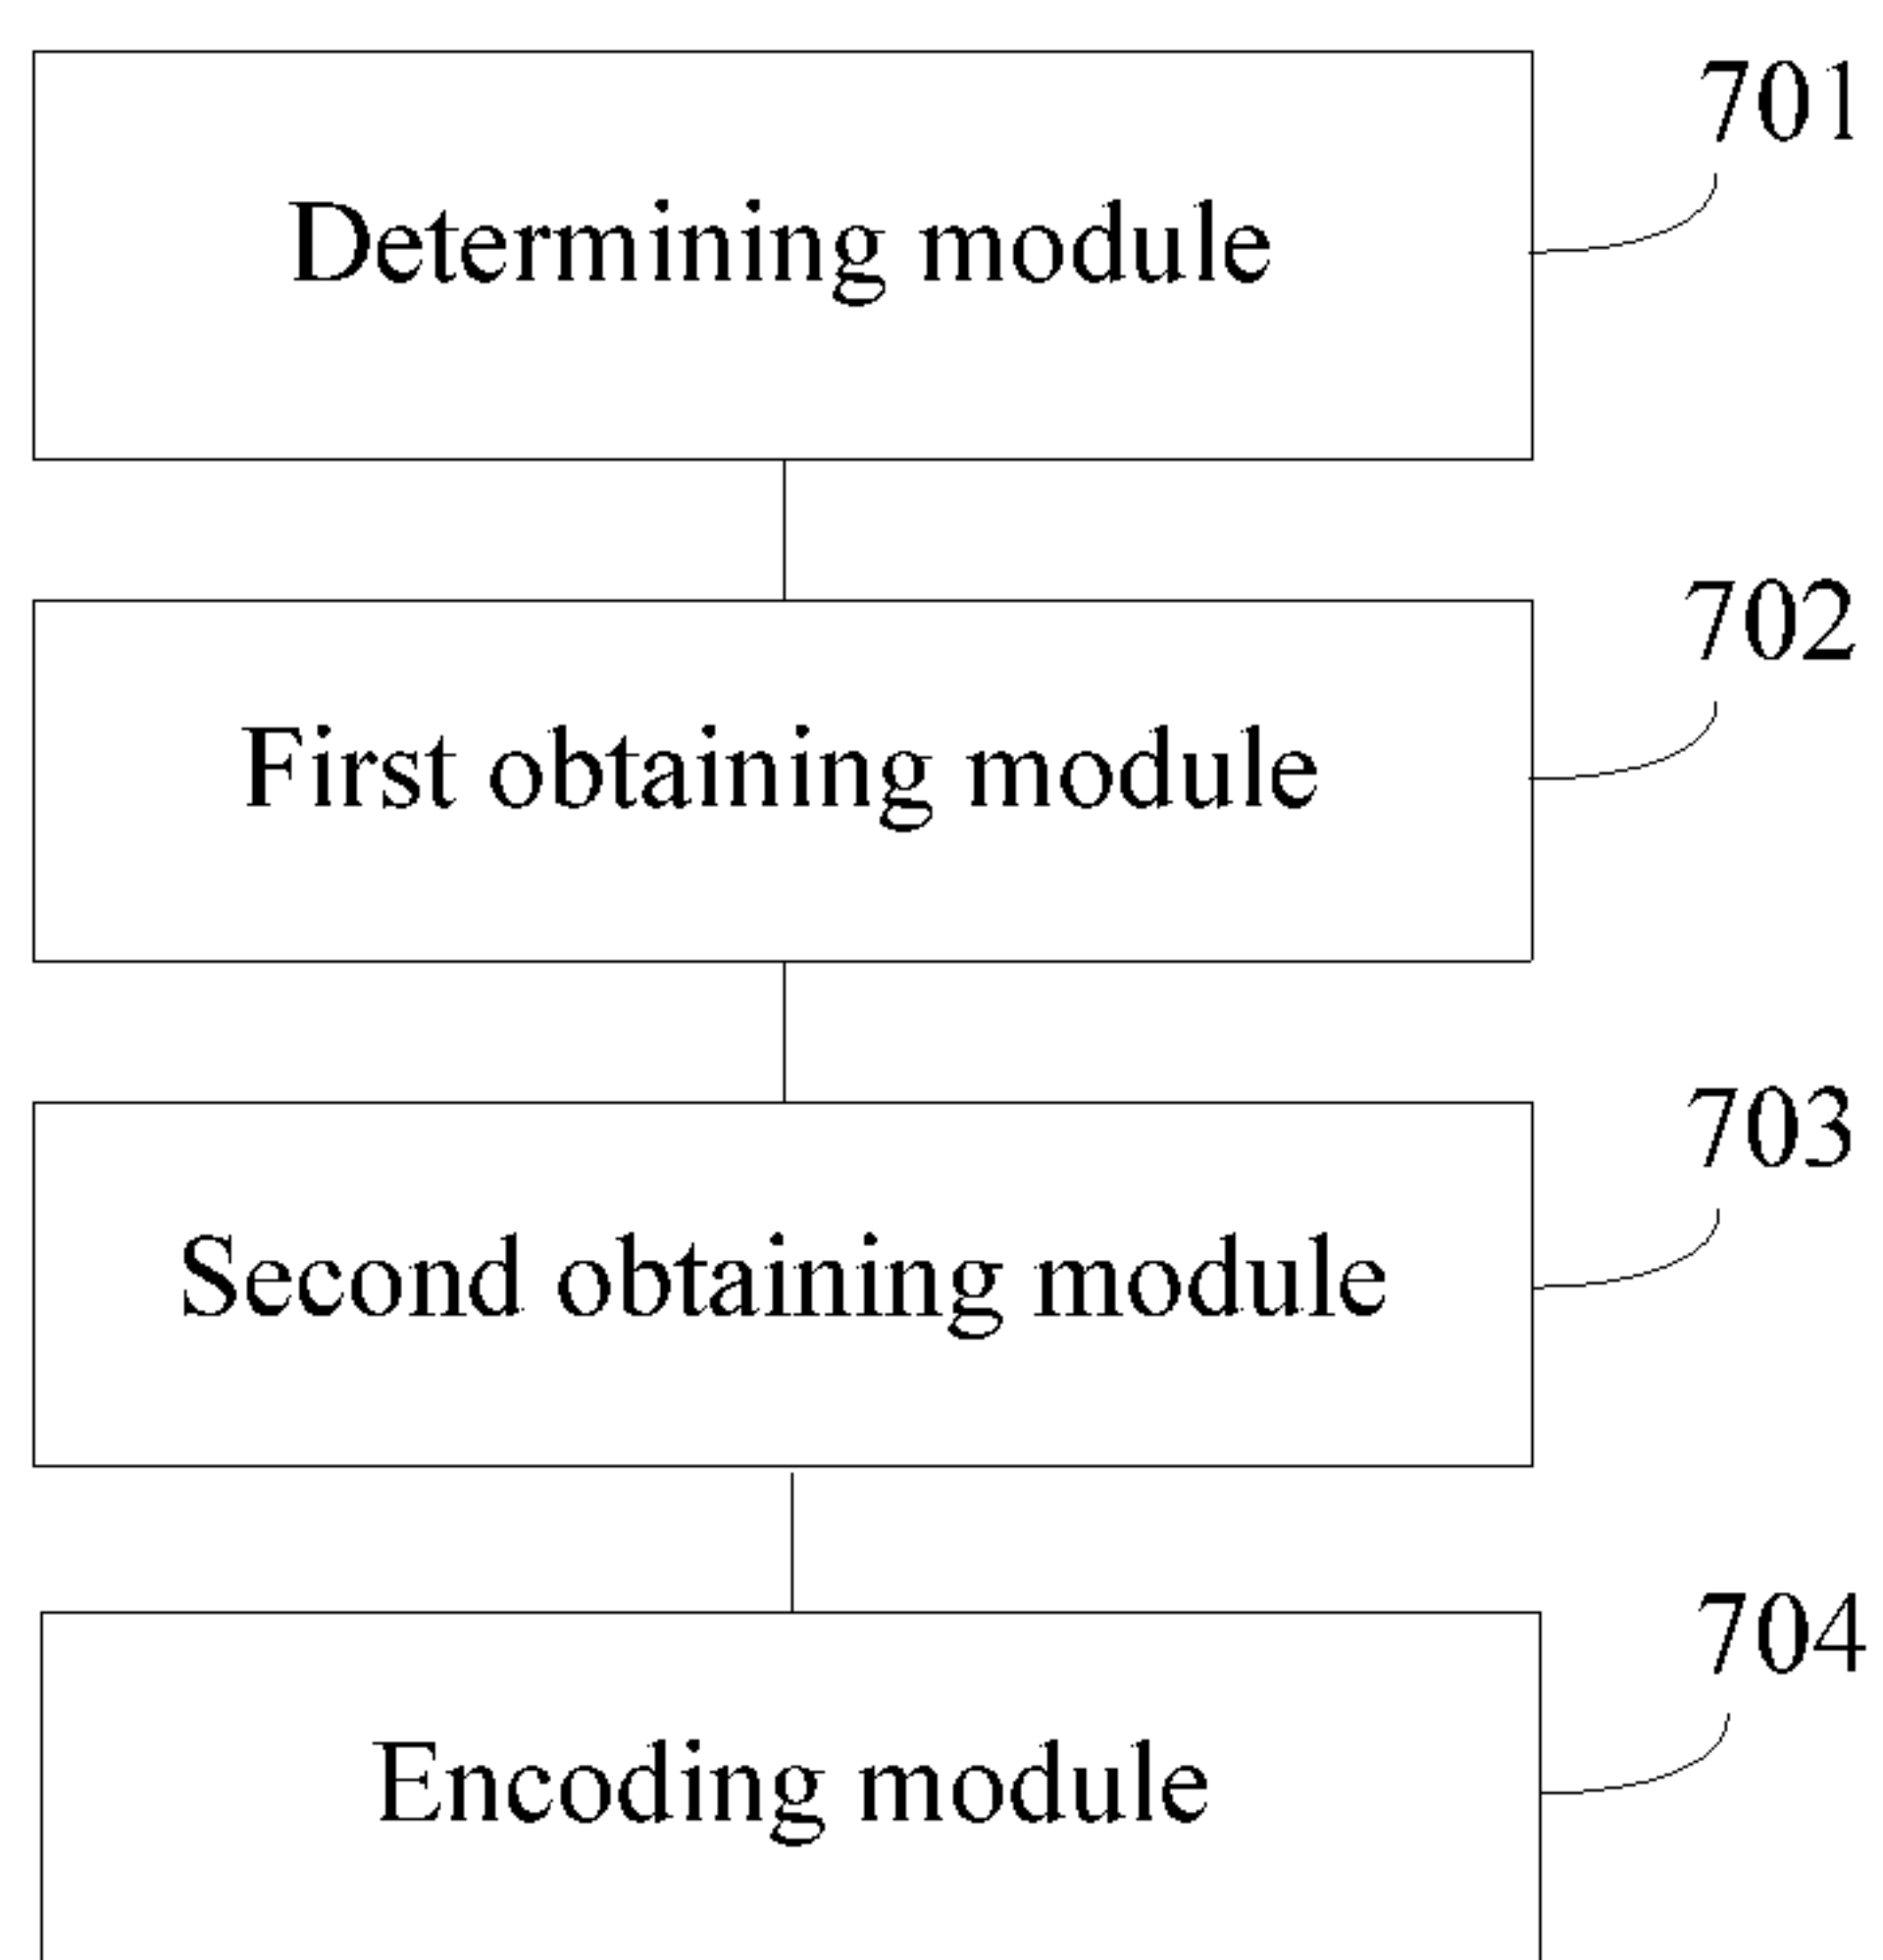 701
Determining module
702
First obtaining module
703
Second obtaining module
704
Encoding module